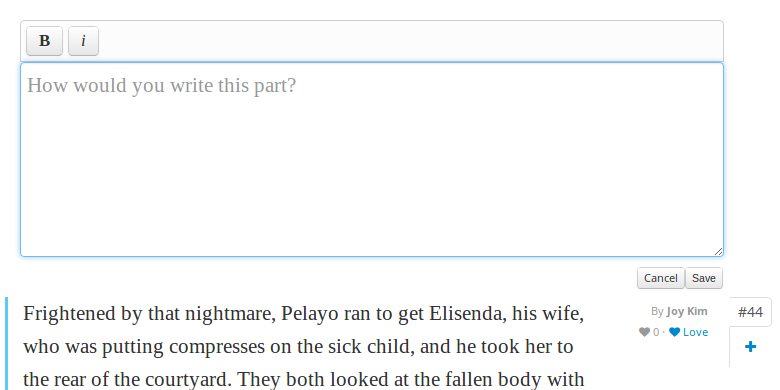 B i
How would you write this part?
Cancel Save
Frightened by that nightmare, Pelayo ran to get Elisenda, his wife,
who was putting compresses on the sick child, and he took her to
the rear of the courtyard. They both looked at the fallen body with
By Joy Kim
0 · Love
#44
+